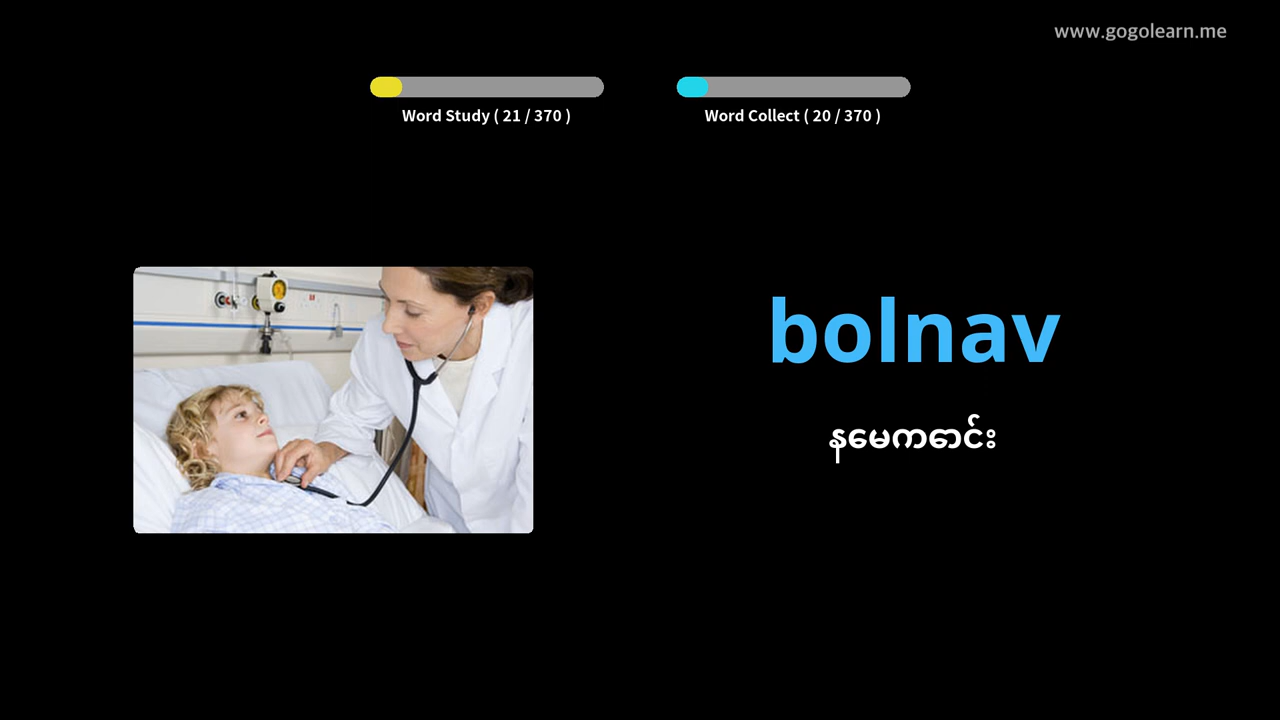 www.gogolearn.me
Word Study ( 21 / 370 )
Word Collect ( 20 / 370 )
bolnav
နမေကောင်း